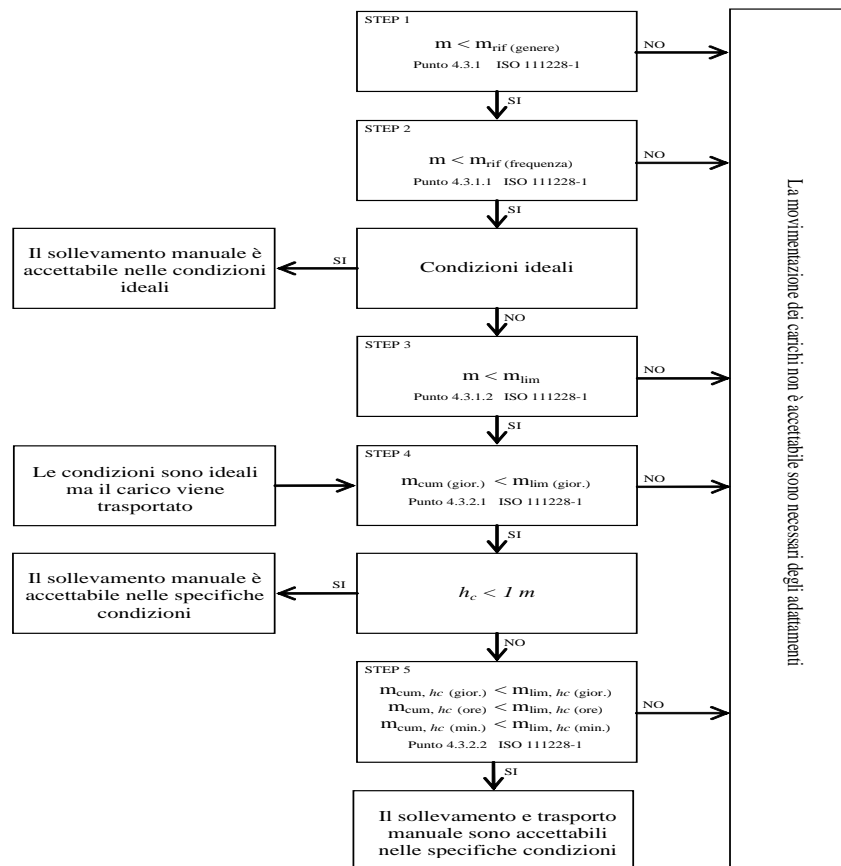 STEP 1
m < mrif (genere)
Punto 4.3.1 ISO 111228-1
NO
SI
STEP 2
m < mrif (frequenza)
Punto 4.3.1.1 ISO 111228-1
NO
SI
Il sollevamento manuale è
accettabile nelle condizioni
ideali
SI
Condizioni ideali
NO
STEP 3
m < mlim
Punto 4.3.1.2 ISO 111228-1
NO
SI
Le condizioni sono ideali
ma il carico viene
trasportato
STEP 4
mcum (gior.) < mlim (gior.)
Punto 4.3.2.1 ISO 111228-1
NO
SI
Il sollevamento manuale è
accettabile nelle specifiche
condizioni
SI
hc < 1 m
NO
STEP 5
mcum, hc (gior.) < mlim, hc (gior.)
mcum, hc (ore) < mlim, hc (ore)
mcum, hc (min.) < mlim, hc (min.)
Punto 4.3.2.2 ISO 111228-1
NO
SI
Il sollevamento e trasporto
manuale sono accettabili
nelle specifiche condizioni
La movimentazione dei carichi non è accettabile sono necessari degli adattamenti